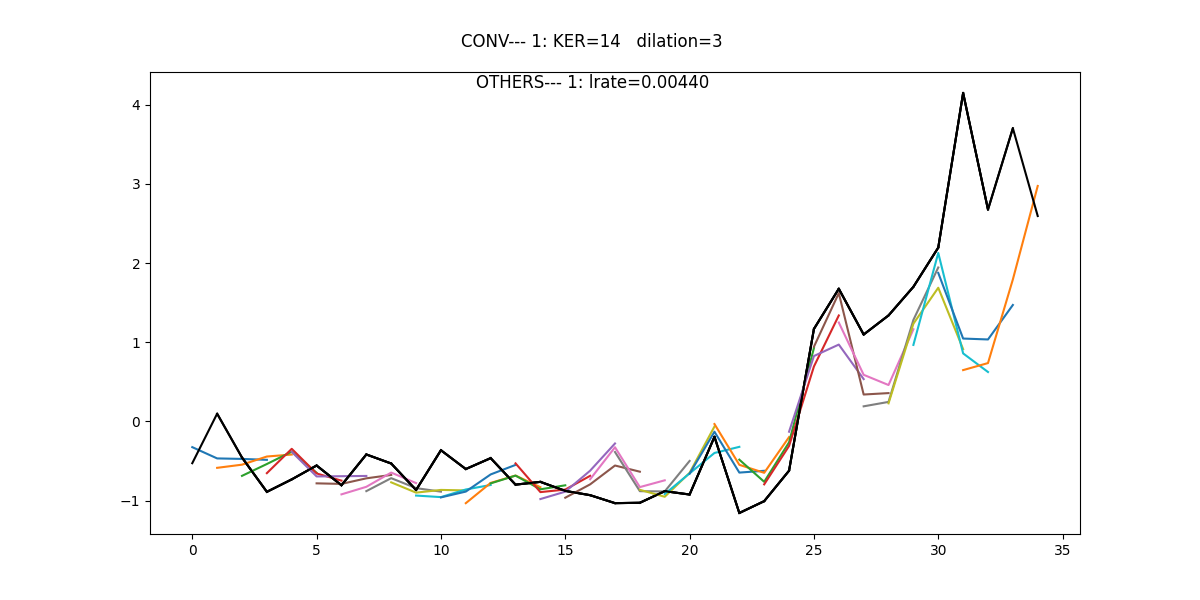 CONV--- 1: KER=14   dilation=3
OTHERS--- 1: lrate=0.00440
4
3
2
1
0
−1
0 5 10 15 20 25 30 35